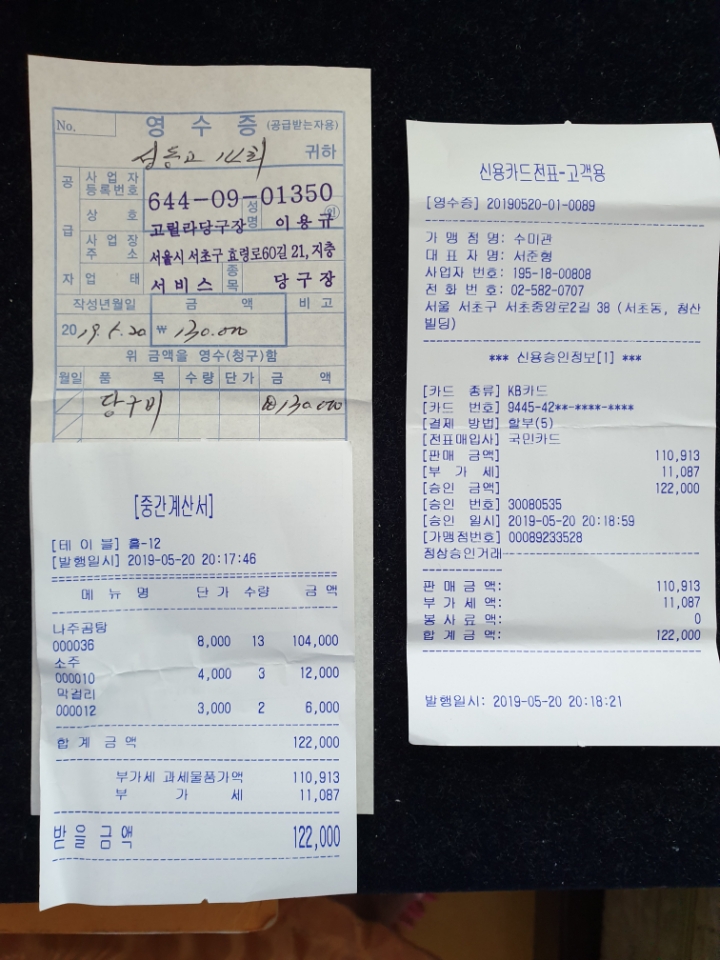 No.
영 수 증 (공급받는자용)
귀하
공급자
사업자등록번호 644-09-01350
상호 고릴라당구장 성명 이용규 인
사업장주소 서울시 서초구 효령로60길 21, 지층
업태 서비스 종목 당구장
작성년월일 금 액 비 고
2019.5.20 ₩ 130.000
위 금액을 영수(청구)함
월일 품 목 수량 단가 금 액
당구비 ₩130,000
[중간계산서]
[테 이 블] 홀-12
[발행일시] 2019-05-20 20:17:46
메 뉴 명 단 가 수량 금 액
나주곰탕
000036 8,000 13 104,000
소주
000010 4,000 3 12,000
막걸리
000012 3,000 2 6,000
합 계 금 액 122,000
부가세 과세물품가액 110,913
부 가 세 11,087
받을 금액 122,000
신용카드전표-고객용
[영수증] 20190520-01-0089
가 맹 점 명: 수미관
대 표 자 명: 서준형
사업자 번호: 195-18-00808
전 화 번 호: 02-582-0707
서울 서초구 서초중앙로2길 38 (서초동, 청산
빌딩)
*** 신용승인정보[1] ***
[카드 종류] KB카드
[카드 번호] 9445-42**-****-****
[결제 방법] 할부(5)
[전표매입사] 국민카드
[판매 금액] 110,913
[부 가 세] 11,087
[승인 금액] 122,000
[승인 번호] 30080535
[승인 일시] 2019-05-20 20:18:59
[가맹점번호] 00089233528
정상승인거래
판 매 금 액: 110,913
부 가 세 액: 11,087
봉 사 료 액: 0
합 계 금 액: 122,000
발행일시: 2019-05-20 20:18:21